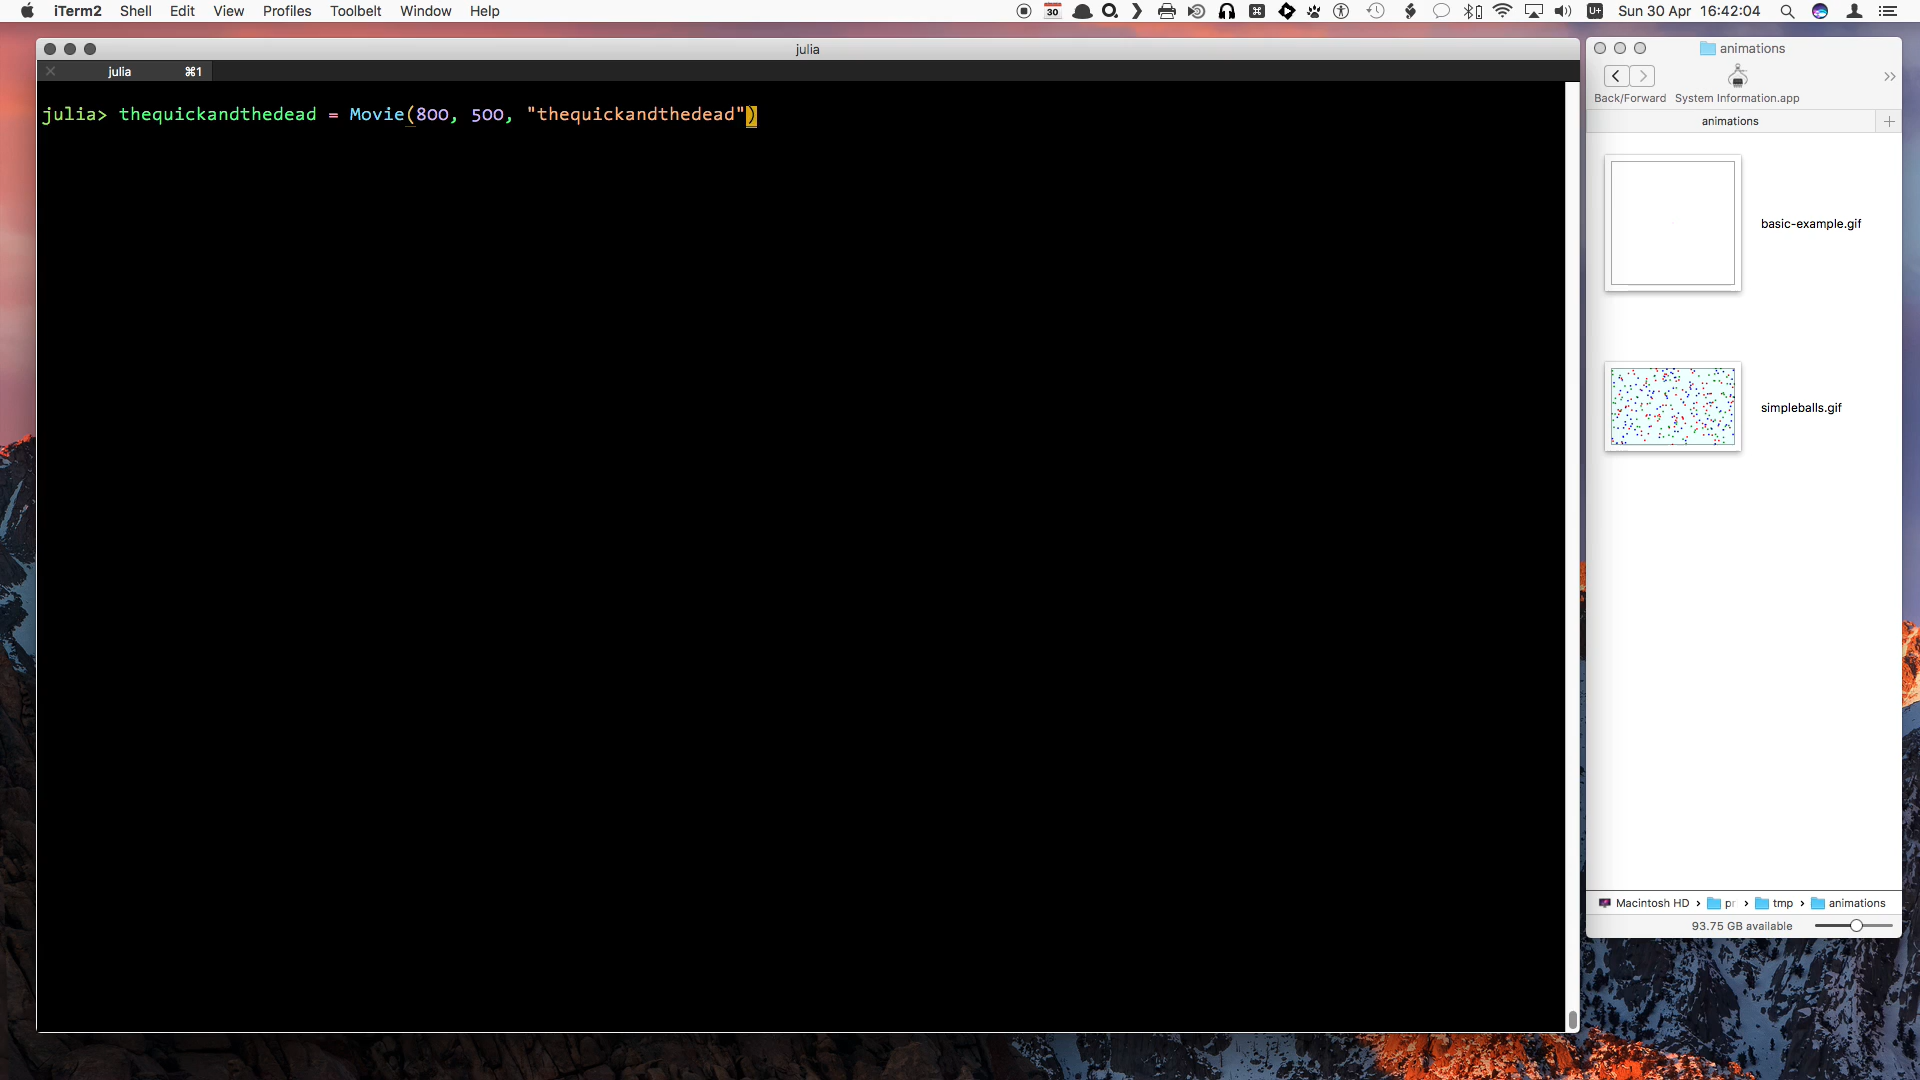 iTerm2 Shell Edit View Profiles Toolbelt Window Help 30 U+ Sun 30 Apr 16:42:04
julia
julia ⌘1
julia> thequickandthedead = Movie(800, 500, "thequickandthedead")
animations
Back/Forward System Information.app
animations
basic-example.gif
simpleballs.gif
Macintosh HD › pr › tmp › animations
93.75 GB available